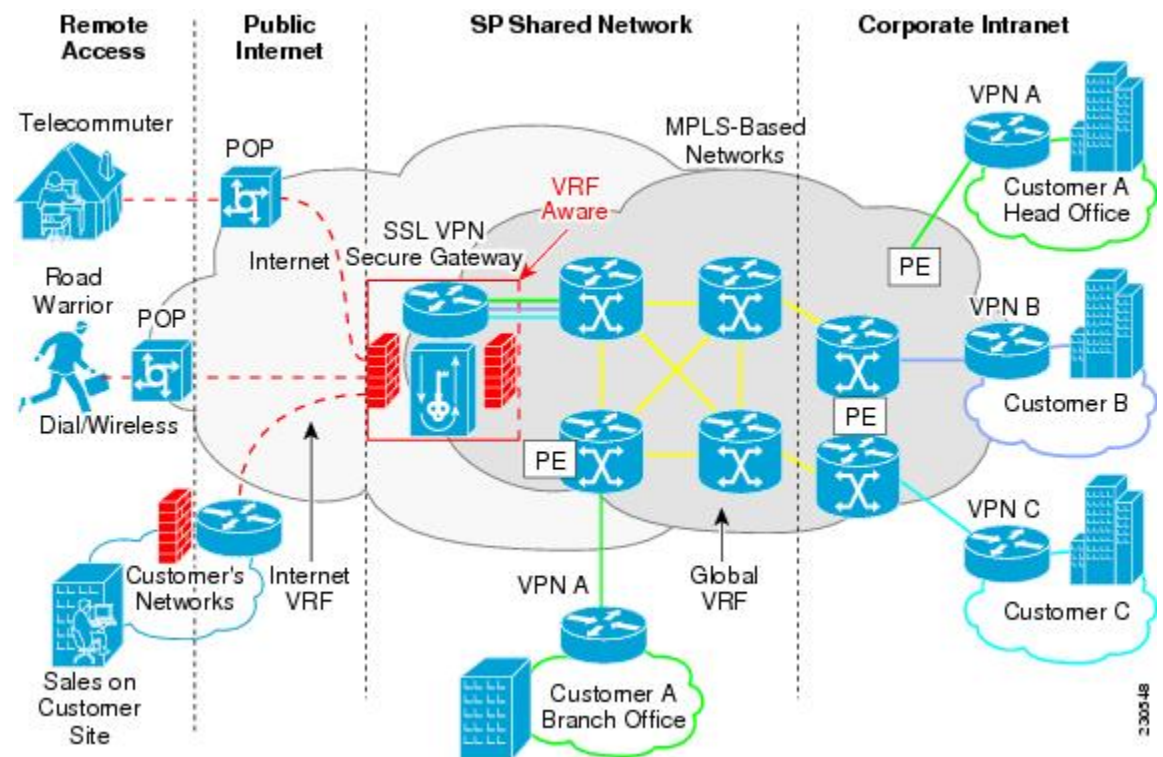 Remote
Access
Public
Internet
SP Shared Network
Corporate Intranet
Telecommuter
POP
Internet
Road
Warrior
POP
Dial/Wireless
Customer's
Networks
Internet
VRF
Sales on
Customer
Site
SSL VPN
Secure Gateway
VRF
Aware
MPLS-Based
Networks
PE
VPN A
Customer A
Branch Office
Global
VRF
VPN A
Customer A
Head Office
PE
VPN B
Customer B
PE
VPN C
Customer C
230548